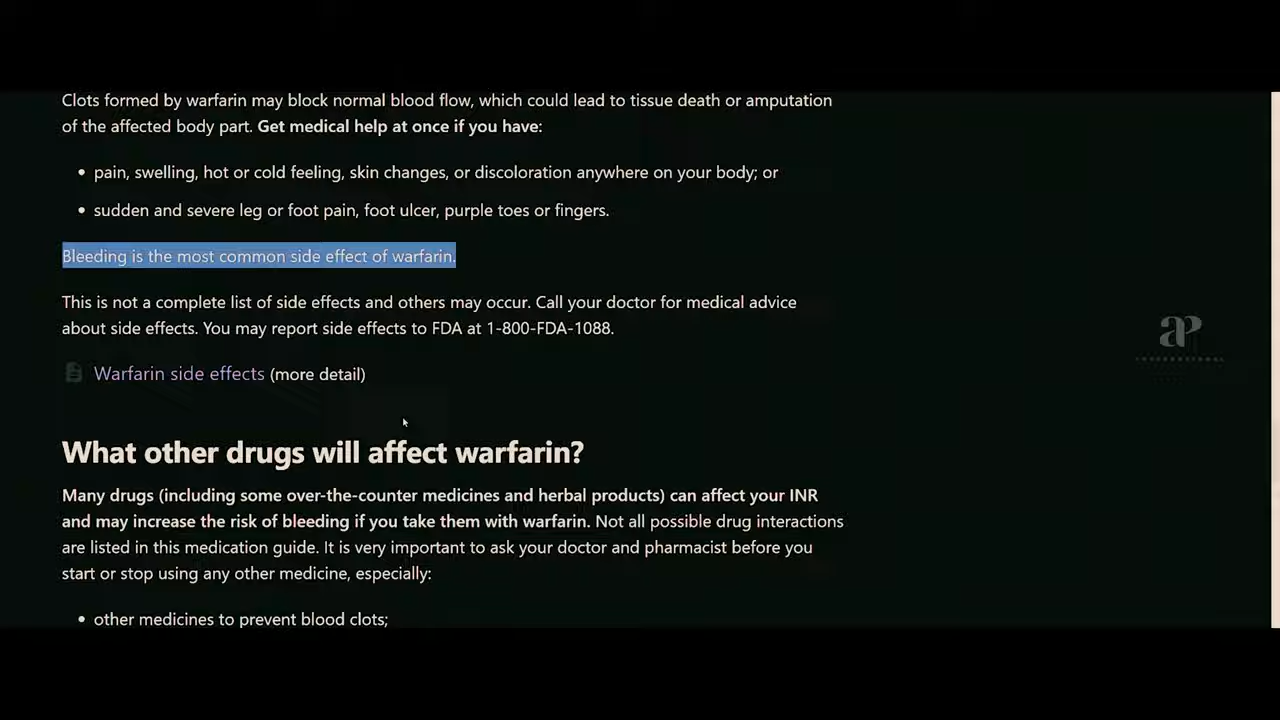 Clots formed by warfarin may block normal blood flow, which could lead to tissue death or amputation
of the affected body part. Get medical help at once if you have:
• pain, swelling, hot or cold feeling, skin changes, or discoloration anywhere on your body; or
• sudden and severe leg or foot pain, foot ulcer, purple toes or fingers.
Bleeding is the most common side effect of warfarin.
This is not a complete list of side effects and others may occur. Call your doctor for medical advice
about side effects. You may report side effects to FDA at 1-800-FDA-1088.
Warfarin side effects (more detail)
What other drugs will affect warfarin?
Many drugs (including some over-the-counter medicines and herbal products) can affect your INR
and may increase the risk of bleeding if you take them with warfarin. Not all possible drug interactions
are listed in this medication guide. It is very important to ask your doctor and pharmacist before you
start or stop using any other medicine, especially:
• other medicines to prevent blood clots;